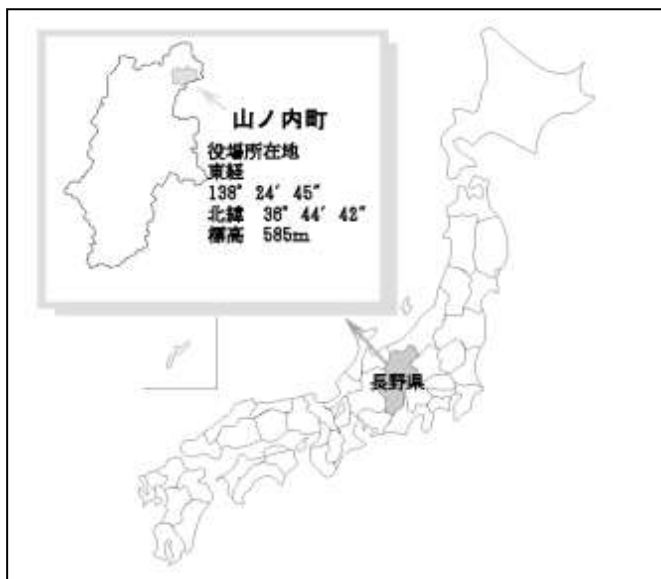 山ノ内町
役場所在地
東経
138° 24′ 45″
北緯 36° 44′ 42″
標高 585m
長野県